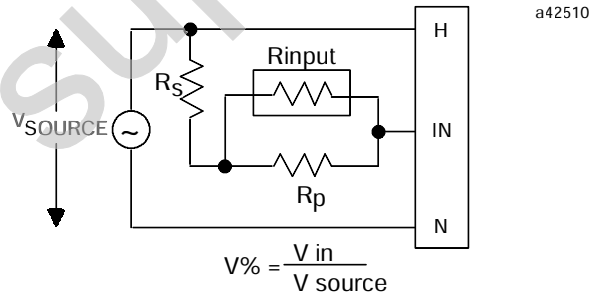 a42510
H
Rinput
RS
VSOURCE
~
IN
Rp
N
V% = V in
V source